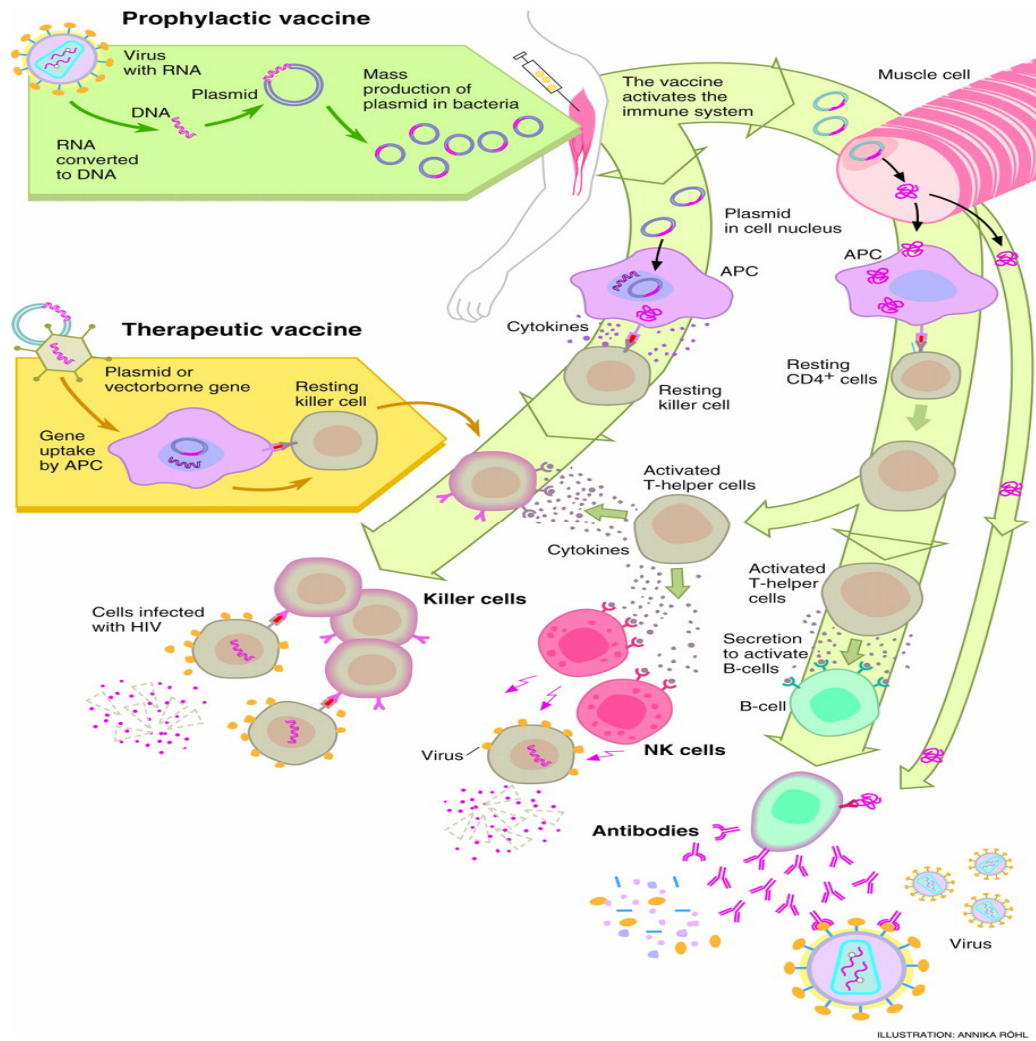 Prophylactic vaccine
Virus
with RNA
DNA
Plasmid
RNA
converted
to DNA
Mass
production of
plasmid in bacteria
The vaccine
activates the
immune system
Muscle cell
Plasmid
in cell nucleus
APC
APC
Cytokines
Resting
killer cell
Resting
CD4+ cells
Therapeutic vaccine
Plasmid or
vectorborne gene
Resting
killer cell
Gene
uptake
by APC
Activated
T-helper cells
Cytokines
Activated
T-helper
cells
Secretion
to activate
B-cells
B-cell
Killer cells
Cells infected
with HIV
Virus
NK cells
Antibodies
Virus
ILLUSTRATION: ANNIKA RÖHL